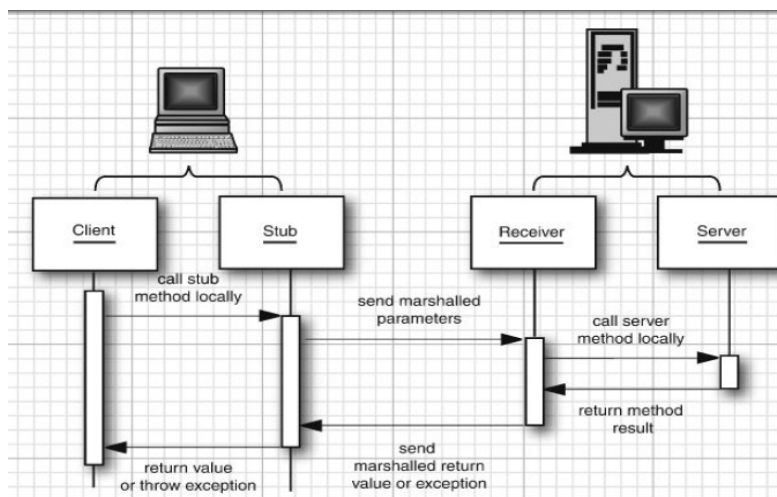 Client
Stub
Receiver
Server
call stub
method locally
send marshalled
parameters
call server
method locally
return method
result
send
marshalled return
value or exception
return value
or throw exception